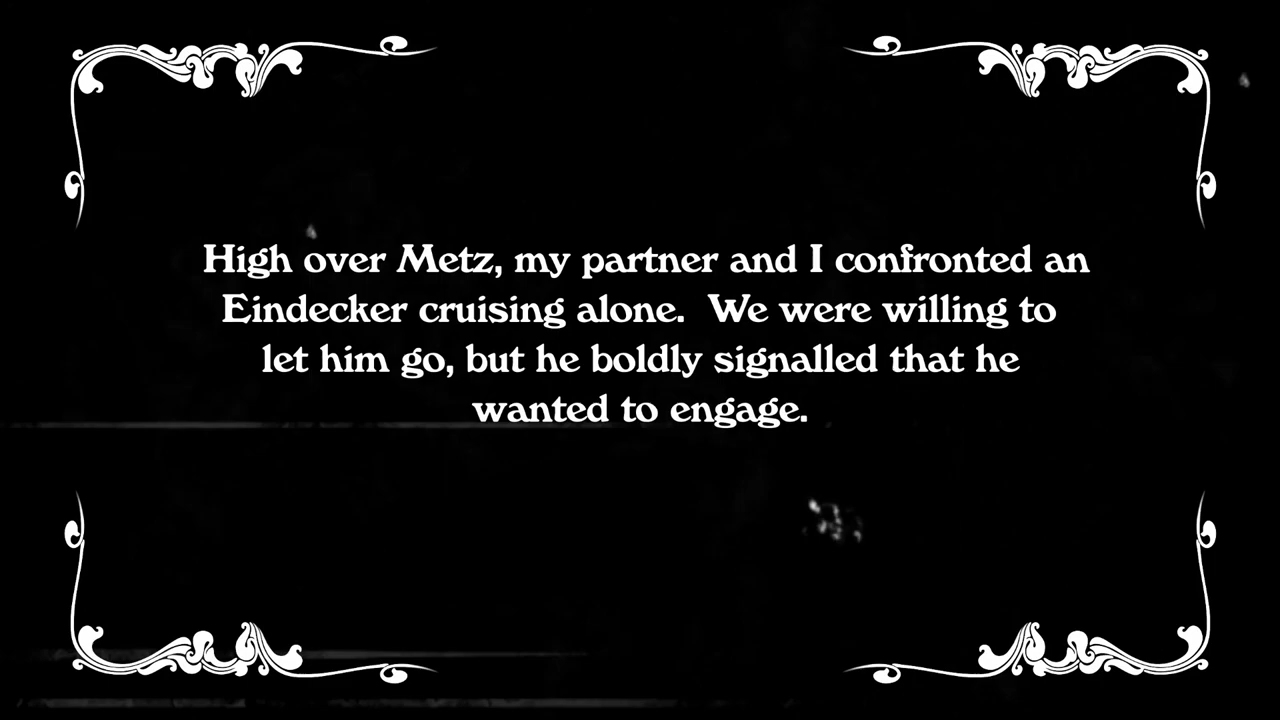 High over Metz, my partner and I confronted an
Eindecker cruising alone.  We were willing to
let him go, but he boldly signalled that he
wanted to engage.